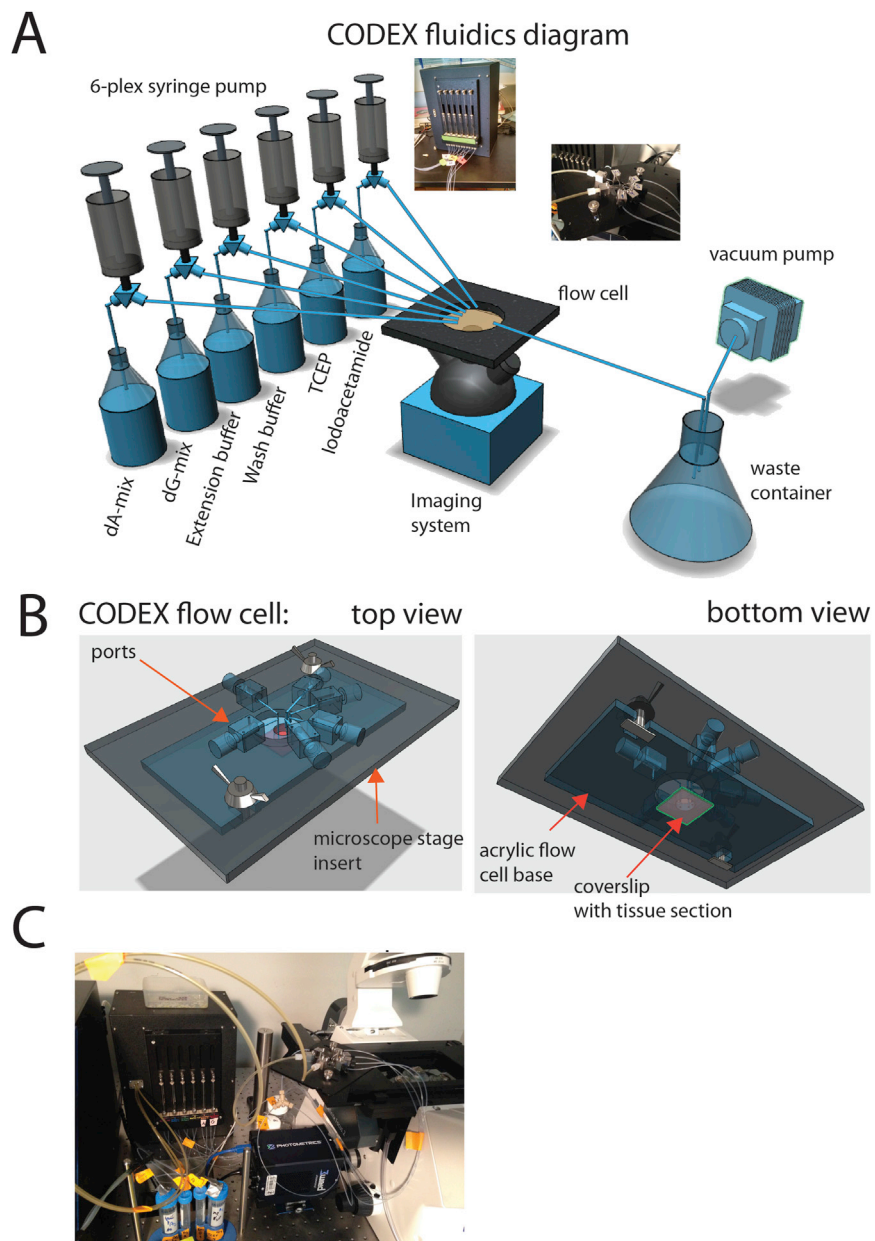 A
CODEX fluidics diagram
6-plex syringe pump
vacuum pump
flow cell
dA-mix
dG-mix
Extension buffer
Wash buffer
TCEP
Iodoacetamide
Imaging
system
waste
container
B
CODEX flow cell:
top view
bottom view
ports
microscope stage
insert
acrylic flow
cell base
coverslip
with tissue section
C
PHOTOMETRICS